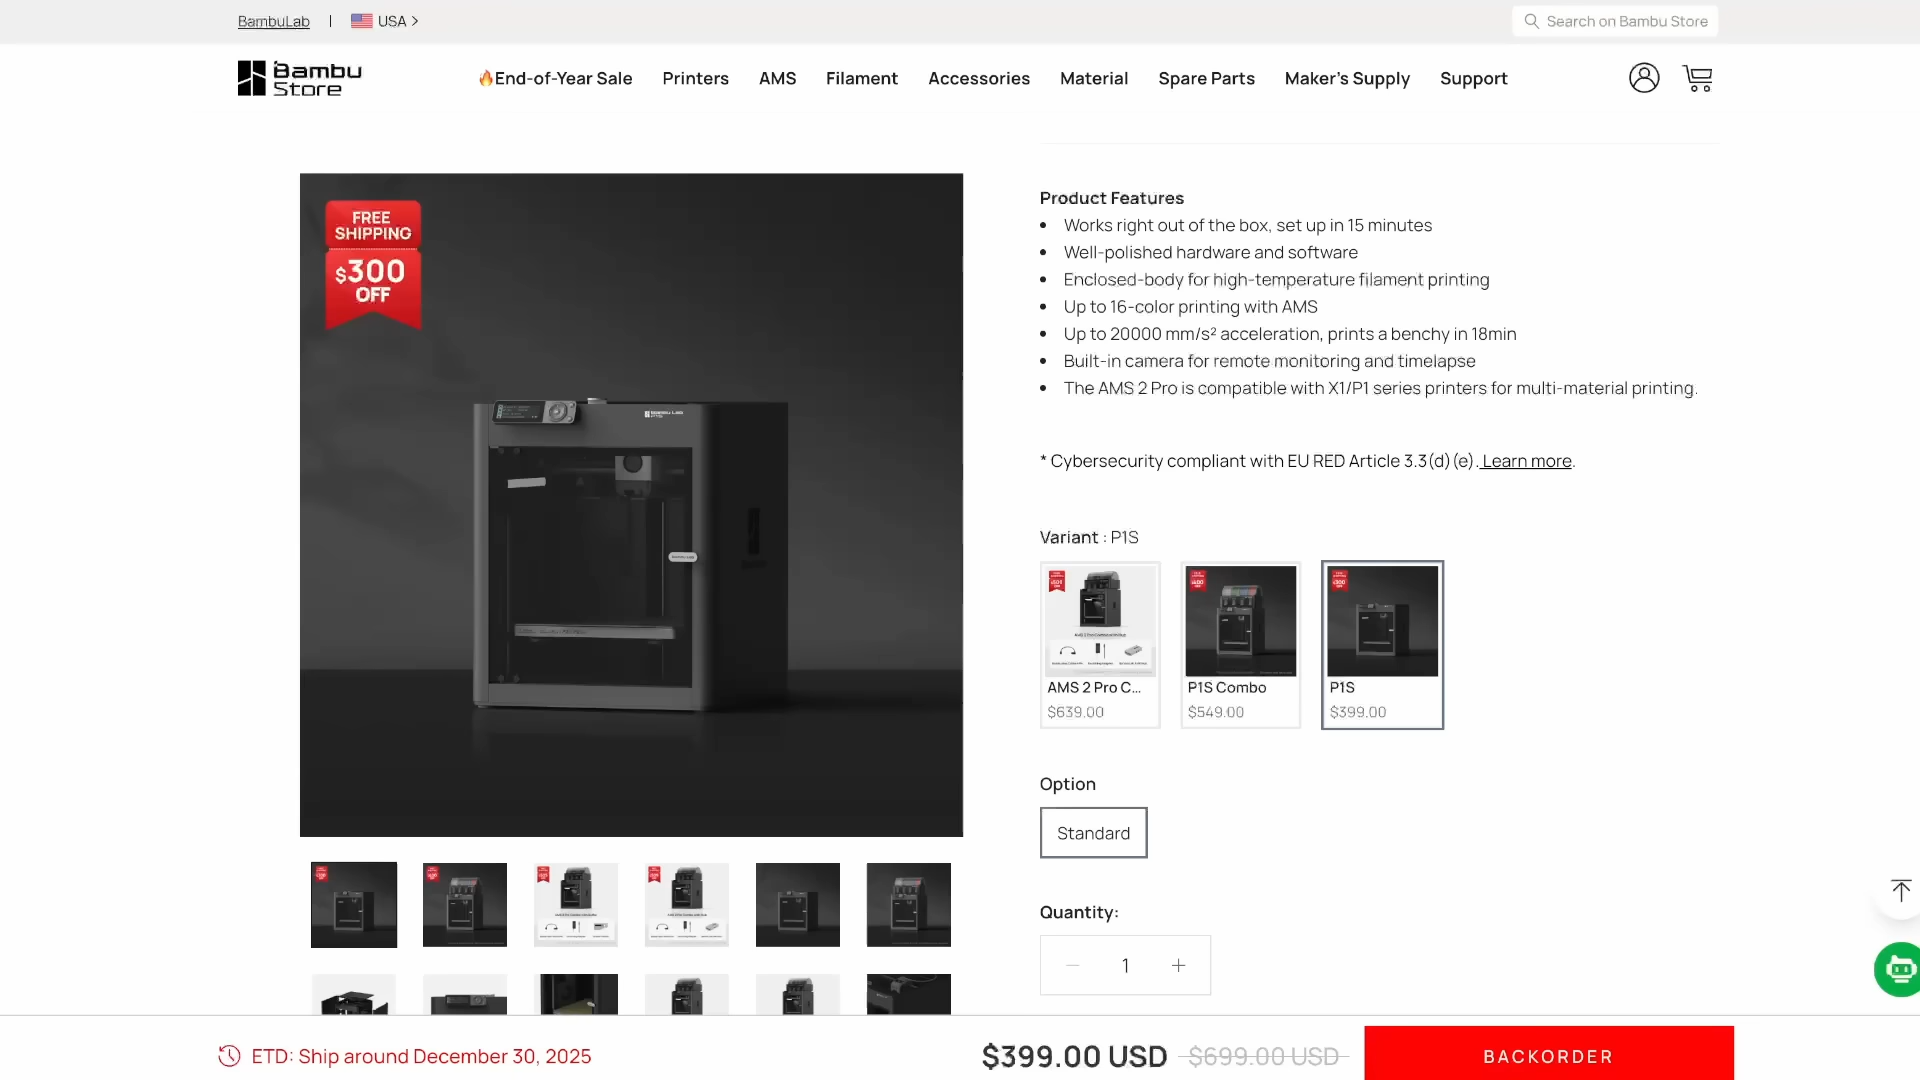 BambuLab | USA >
Search on Bambu Store
Bambu
Store
🔥End-of-Year Sale Printers AMS Filament Accessories Material Spare Parts Maker's Supply Support
FREE
SHIPPING
$300
OFF
BAMBU LAB
Product Features
• Works right out of the box, set up in 15 minutes
• Well-polished hardware and software
• Enclosed-body for high-temperature filament printing
• Up to 16-color printing with AMS
• Up to 20000 mm/s² acceleration, prints a benchy in 18min
• Built-in camera for remote monitoring and timelapse
• The AMS 2 Pro is compatible with X1/P1 series printers for multi-material printing.
* Cybersecurity compliant with EU RED Article 3.3(d)(e). Learn more.
Variant : P1S
AMS 2 Pro C...
$639.00
P1S Combo
$549.00
P1S
$399.00
Option
Standard
Quantity:
− 1 +
ETD: Ship around December 30, 2025
$399.00 USD $699.00 USD BACKORDER